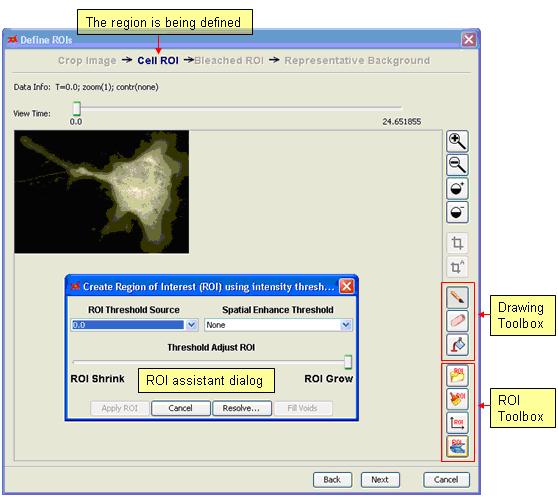 The region is being defined
Define ROIs
Crop Image → Cell ROI → Bleached ROI → Representative Background
Data Info: T=0.0; zoom(1); contr(none)
View Time:
0.0
24.651855
Create Region of Interest (ROI) using intensity thresh...
ROI Threshold Source
Spatial Enhance Threshold
0.0
None
Threshold Adjust ROI
ROI Shrink
ROI assistant dialog
ROI Grow
Apply ROI
Cancel
Resolve...
Fill Voids
A
Drawing
Toolbox
ROI
ROI
ROI
ROI
ROI
Toolbox
Back
Next
Cancel